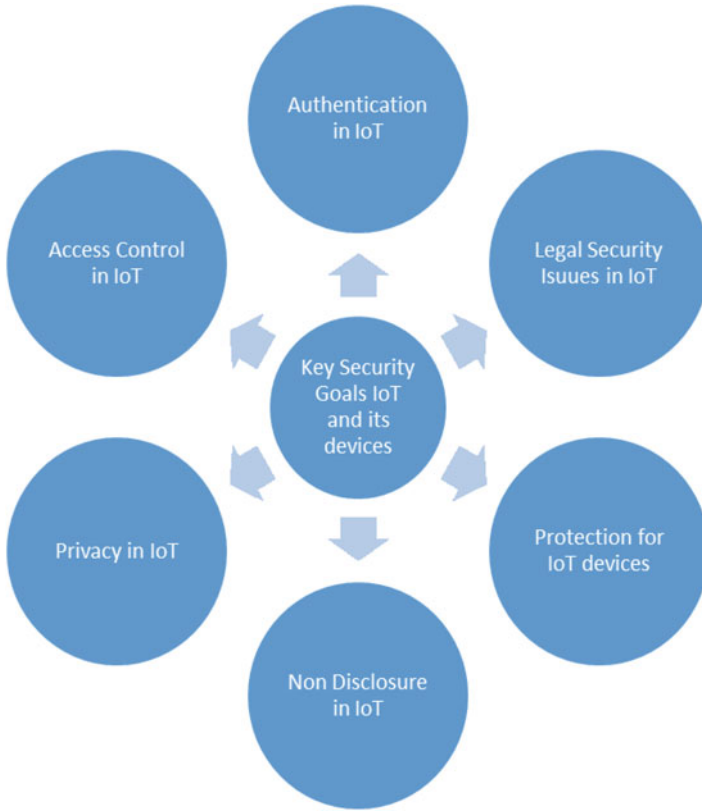 Authentication
in IoT
Access Control
in IoT
Legal Security
Isuues in IoT
Key Security
Goals IoT
and its
devices
Privacy in IoT
Protection for
IoT devices
Non Disclosure
in IoT